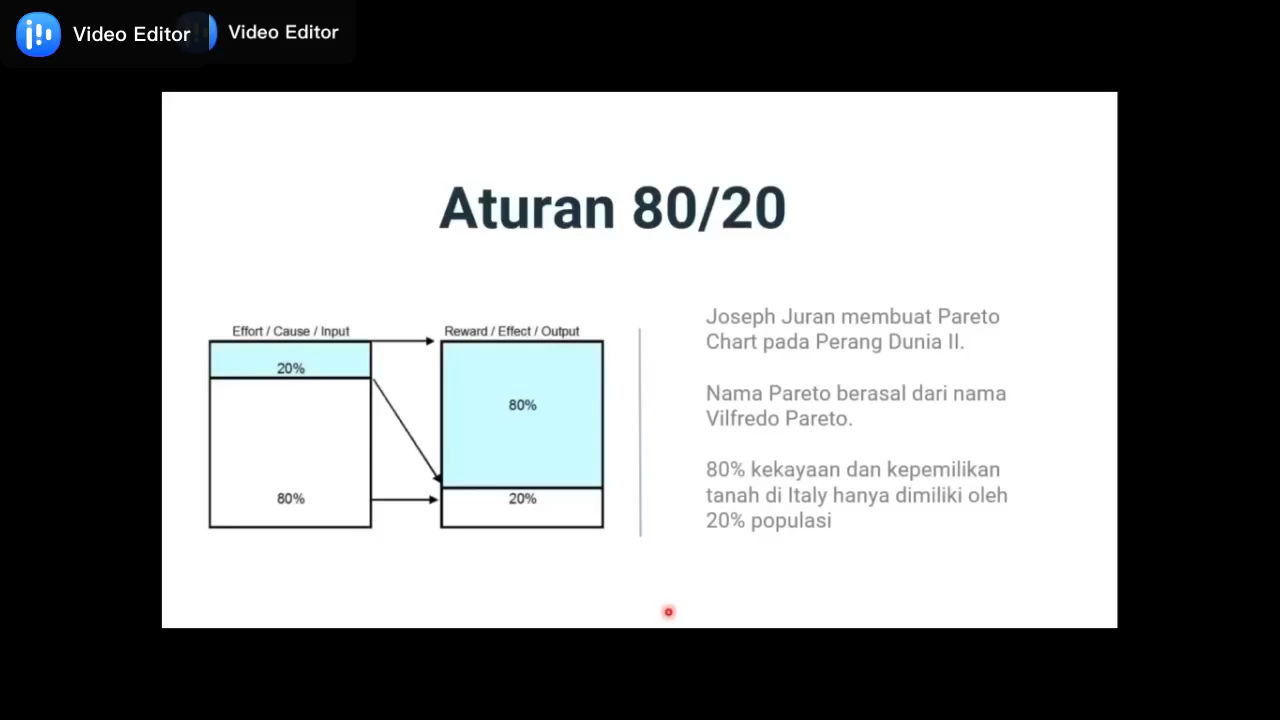 Video Editor
Video Editor
Aturan 80/20
Effort / Cause / Input
Reward / Effect / Output
20%
80%
80%
20%
Joseph Juran membuat Pareto
Chart pada Perang Dunia II.
Nama Pareto berasal dari nama
Vilfredo Pareto.
80% kekayaan dan kepemilikan
tanah di Italy hanya dimiliki oleh
20% populasi